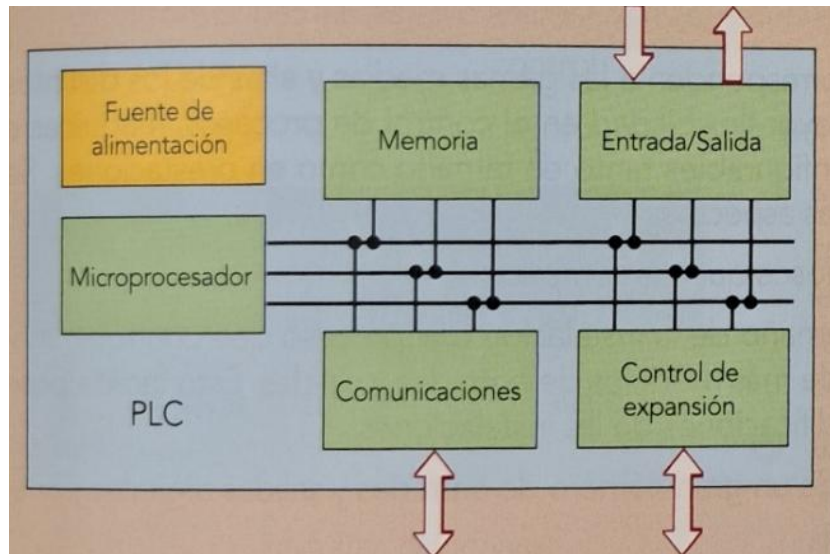 Fuente de
alimentación
Memoria
Entrada/Salida
Microprocesador
Comunicaciones
Control de
expansión
PLC